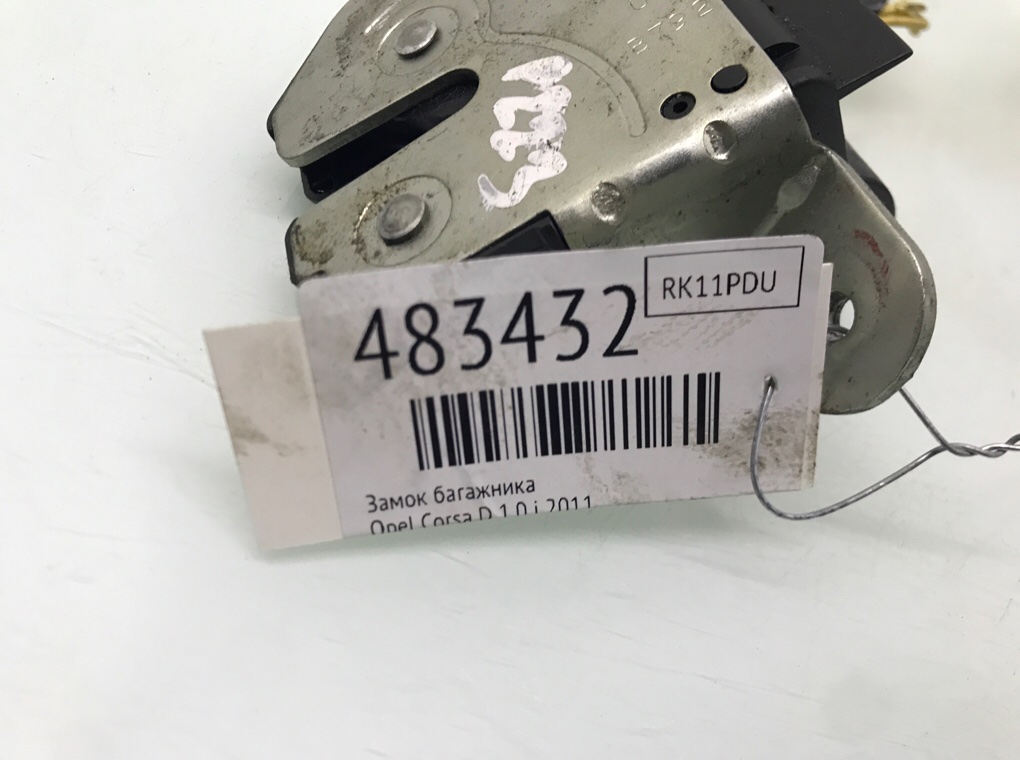 483432
RK11PDU
Замок багажника
Opel Corsa D 1.0 i 2011